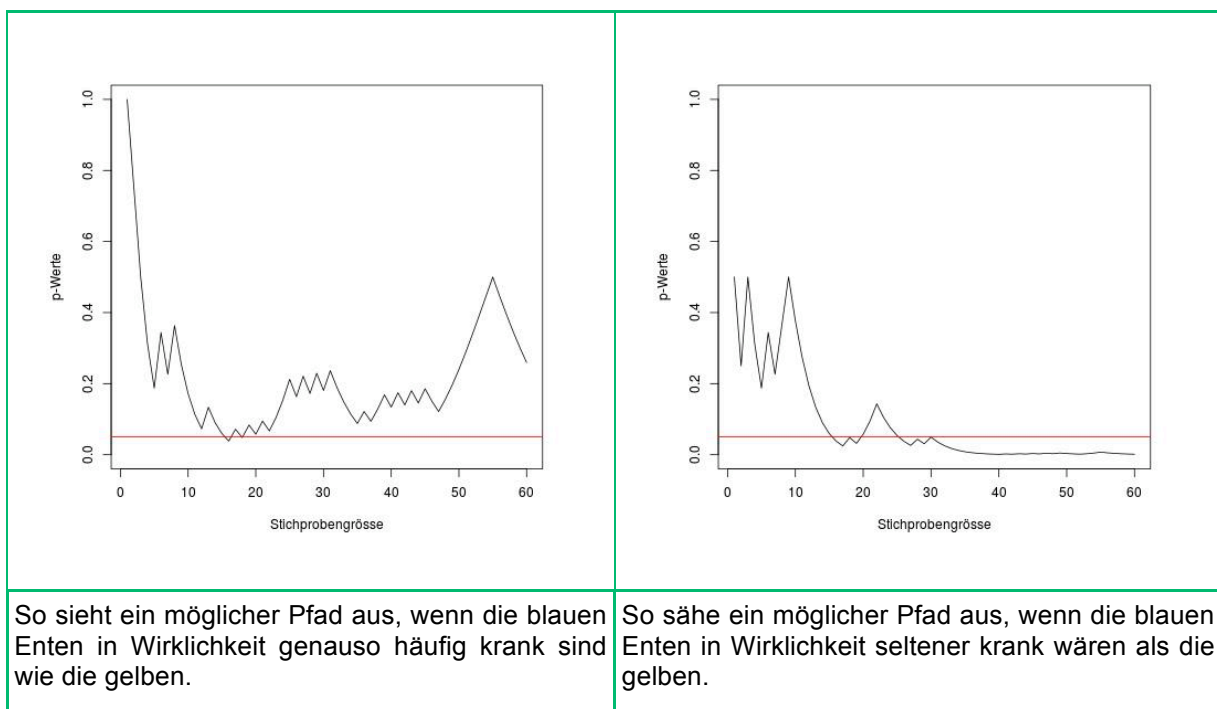 1.0
0.8
0.6
0.4
0.2
0.0
p-Werte
0 10 20 30 40 50 60
Stichprobengrösse
1.0
0.8
0.6
0.4
0.2
0.0
p-Werte
0 10 20 30 40 50 60
Stichprobengrösse
So sieht ein möglicher Pfad aus, wenn die blauen
Enten in Wirklichkeit genauso häufig krank sind
wie die gelben.
So sähe ein möglicher Pfad aus, wenn die blauen
Enten in Wirklichkeit seltener krank wären als die
gelben.